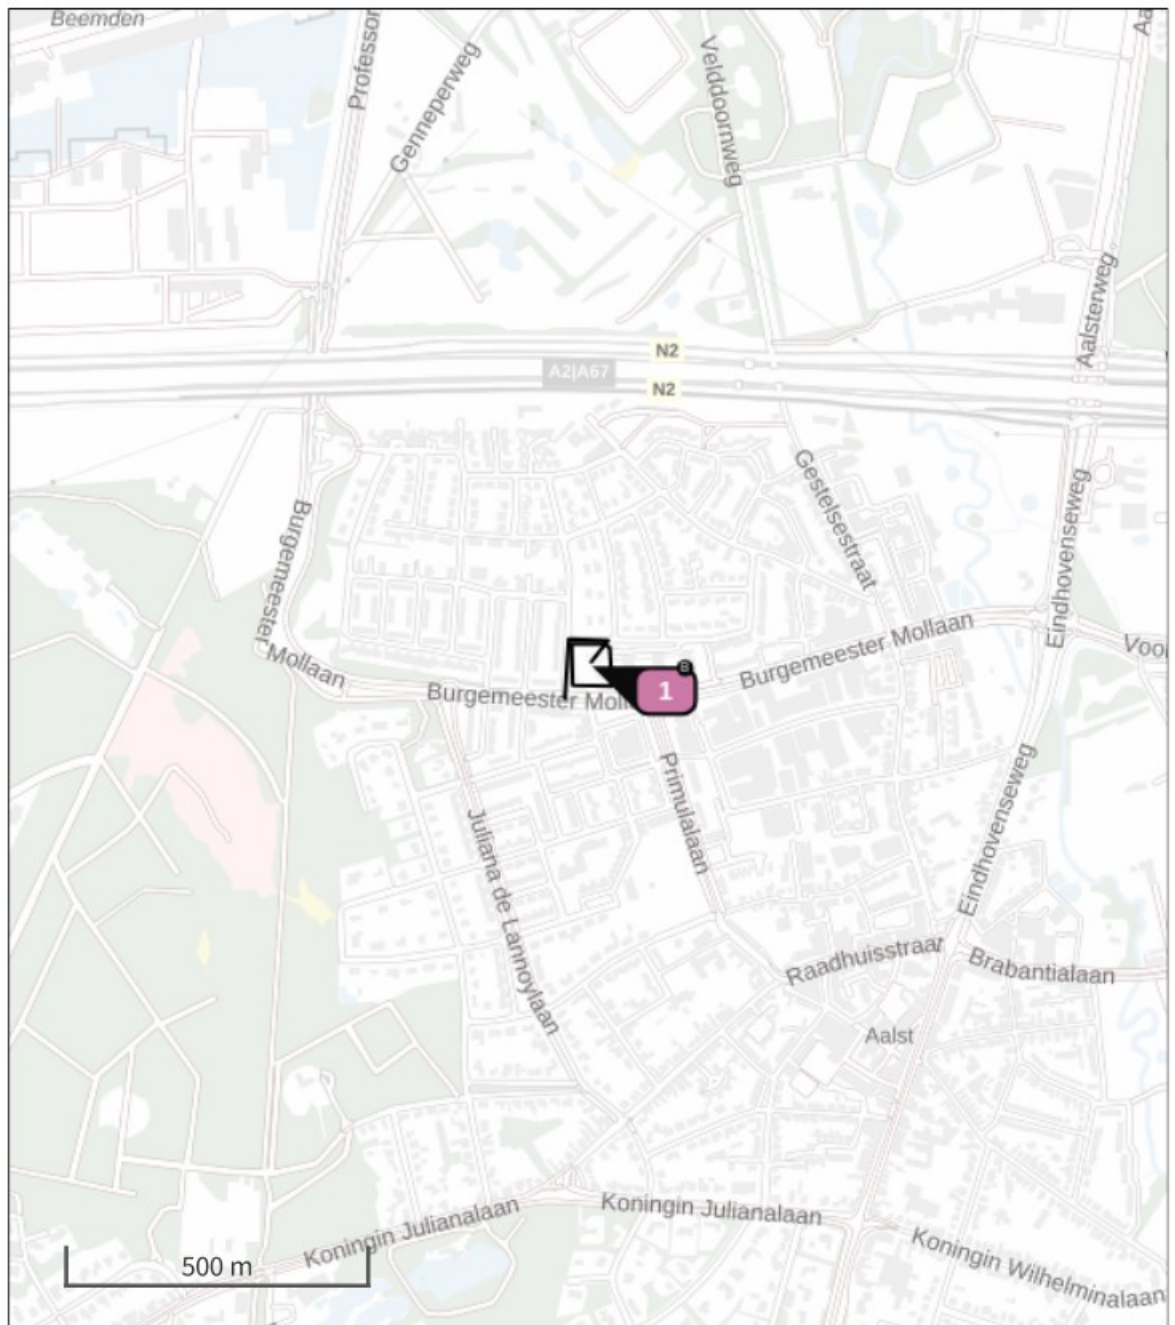 Beemden
Professor
Genneperweg
Velddoornweg
Aa
Aalsterweg
N2
A2|A67
N2
Gestelsestraat
Burgemeester
Mollaan
Eindhovenseweg
Burgemeester Mollaan
Voor
Burgemeester Moll
1
Primulalaan
Juliana de Lannoylaan
Eindhovenseweg
Raadhuisstraat
Brabantialaan
Aalst
Koningin Julianalaan
Koningin Julianalaan
Koningin Wilhelminalaan
500 m